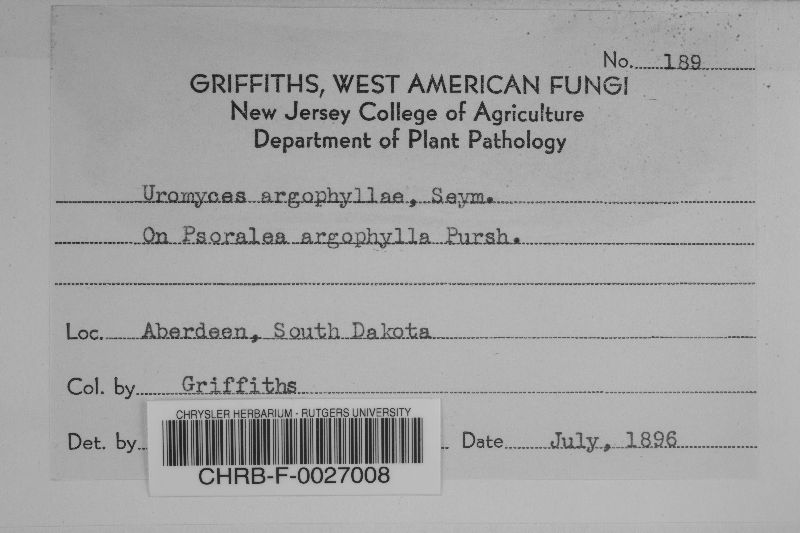 No. 189
GRIFFITHS, WEST AMERICAN FUNGI
New Jersey College of Agriculture
Department of Plant Pathology
Uromyces argophyllae, Seym.
On Psoralea argophylla Pursh.
Loc. Aberdeen, South Dakota
Col. by Griffiths
Det. by Date July, 1896
CHRYSLER HERBARIUM - RUTGERS UNIVERSITY
CHRB-F-0027008